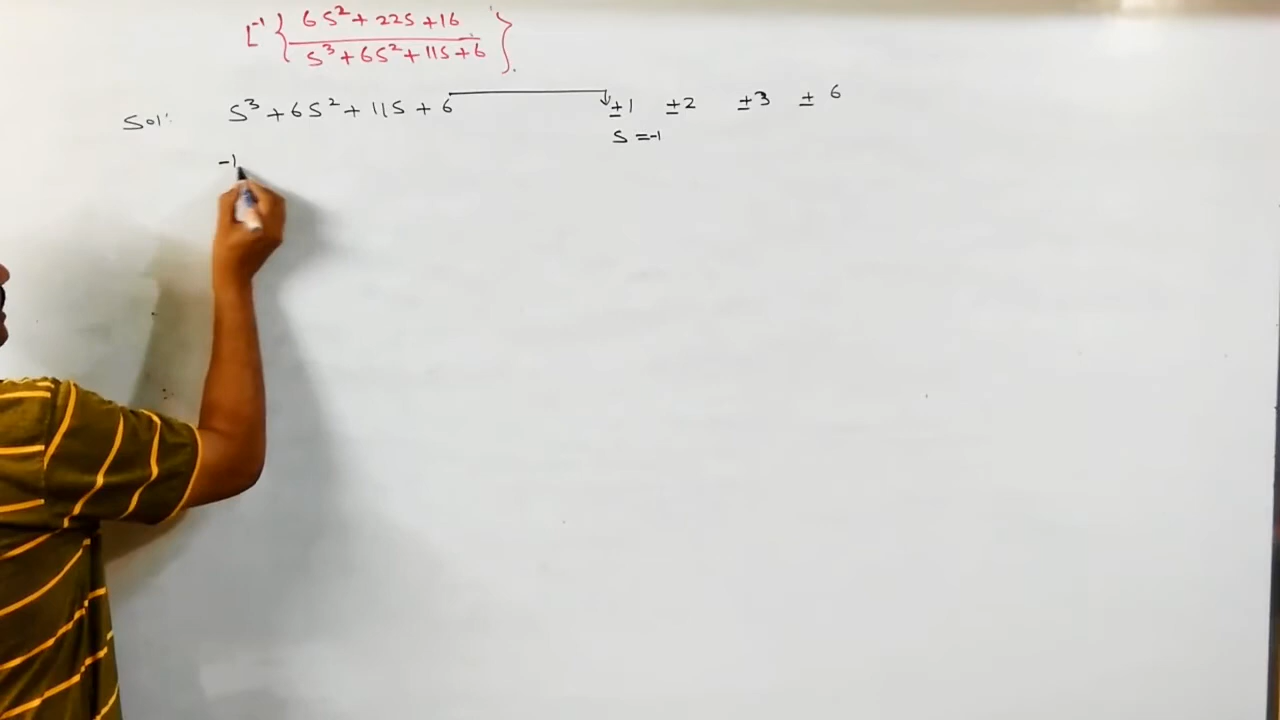 L⁻¹ { 6S² + 22S + 16 / S³ + 6S² + 11S + 6 }.
Sol: S³ + 6S² + 11S + 6 → ±1 ±2 ±3 ±6
S = -1
-1